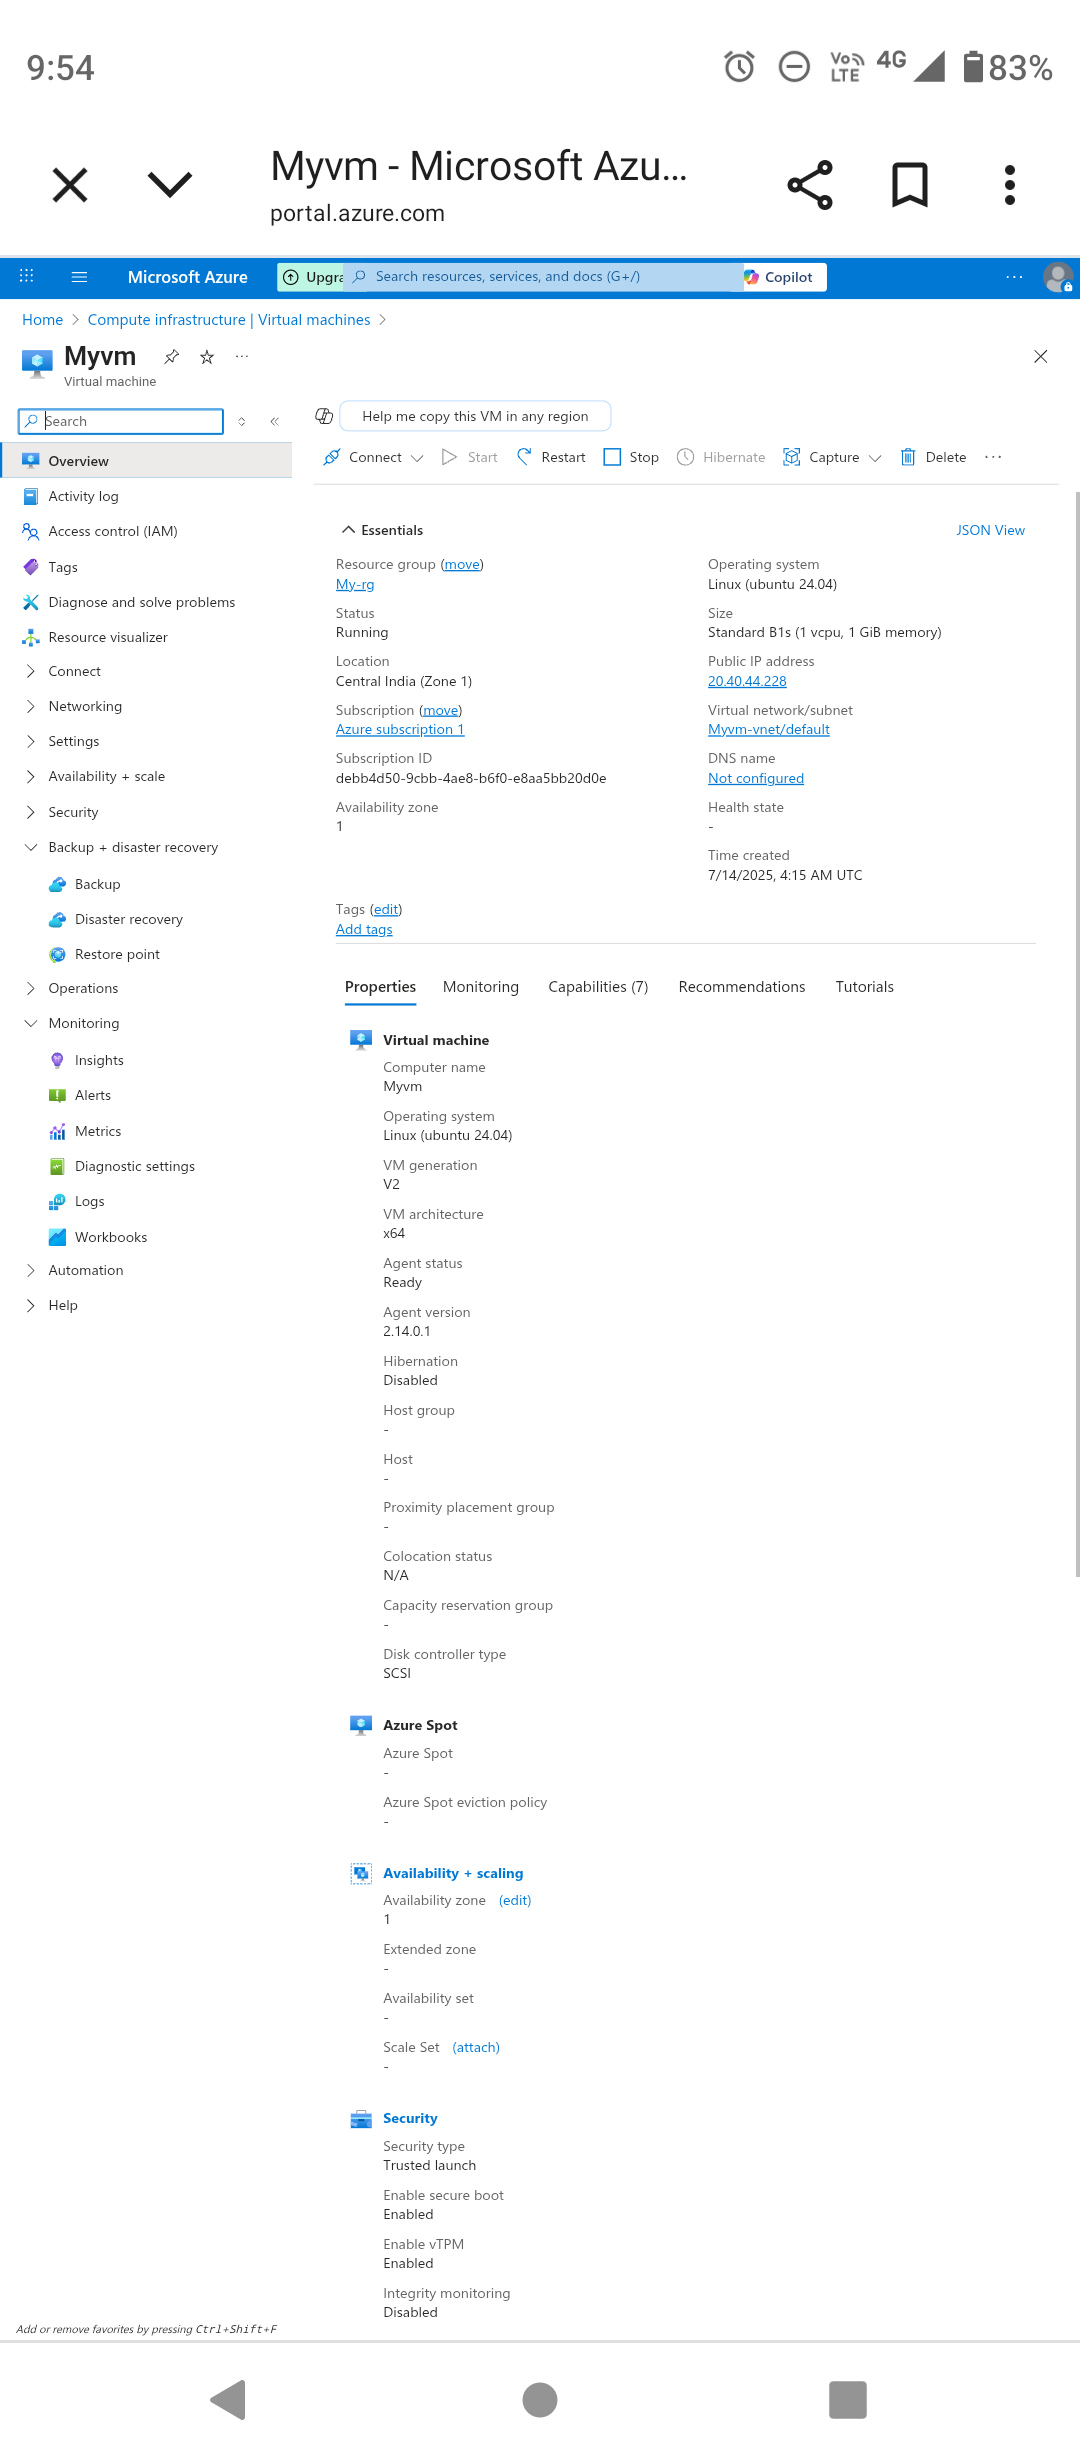 9:54
Vo LTE 4G 83%
Myvm - Microsoft Azu...
portal.azure.com
Microsoft Azure
Search resources, services, and docs (G+/)
Copilot
Home > Compute infrastructure | Virtual machines >
Myvm
Virtual machine
Search
Help me copy this VM in any region
Connect Start Restart Stop Hibernate Capture Delete
Overview
Activity log
Access control (IAM)
Tags
Diagnose and solve problems
Resource visualizer
Connect
Networking
Settings
Availability + scale
Security
Backup + disaster recovery
Backup
Disaster recovery
Restore point
Operations
Monitoring
Insights
Alerts
Metrics
Diagnostic settings
Logs
Workbooks
Automation
Help
Add or remove favorites by pressing Ctrl+Shift+F
Essentials
JSON View
Resource group (move)
My-rg
Status
Running
Location
Central India (Zone 1)
Subscription (move)
Azure subscription 1
Subscription ID
debb4d50-9cbb-4ae8-b6f0-e8aa5bb20d0e
Availability zone
1
Operating system
Linux (ubuntu 24.04)
Size
Standard B1s (1 vcpu, 1 GiB memory)
Public IP address
20.40.44.228
Virtual network/subnet
Myvm-vnet/default
DNS name
Not configured
Health state
-
Time created
7/14/2025, 4:15 AM UTC
Tags (edit)
Add tags
Properties Monitoring Capabilities (7) Recommendations Tutorials
Virtual machine
Computer name
Myvm
Operating system
Linux (ubuntu 24.04)
VM generation
V2
VM architecture
x64
Agent status
Ready
Agent version
2.14.0.1
Hibernation
Disabled
Host group
-
Host
-
Proximity placement group
-
Colocation status
N/A
Capacity reservation group
-
Disk controller type
SCSI
Azure Spot
Azure Spot
-
Azure Spot eviction policy
-
Availability + scaling
Availability zone (edit)
1
Extended zone
-
Availability set
-
Scale Set (attach)
-
Security
Security type
Trusted launch
Enable secure boot
Enabled
Enable vTPM
Enabled
Integrity monitoring
Disabled